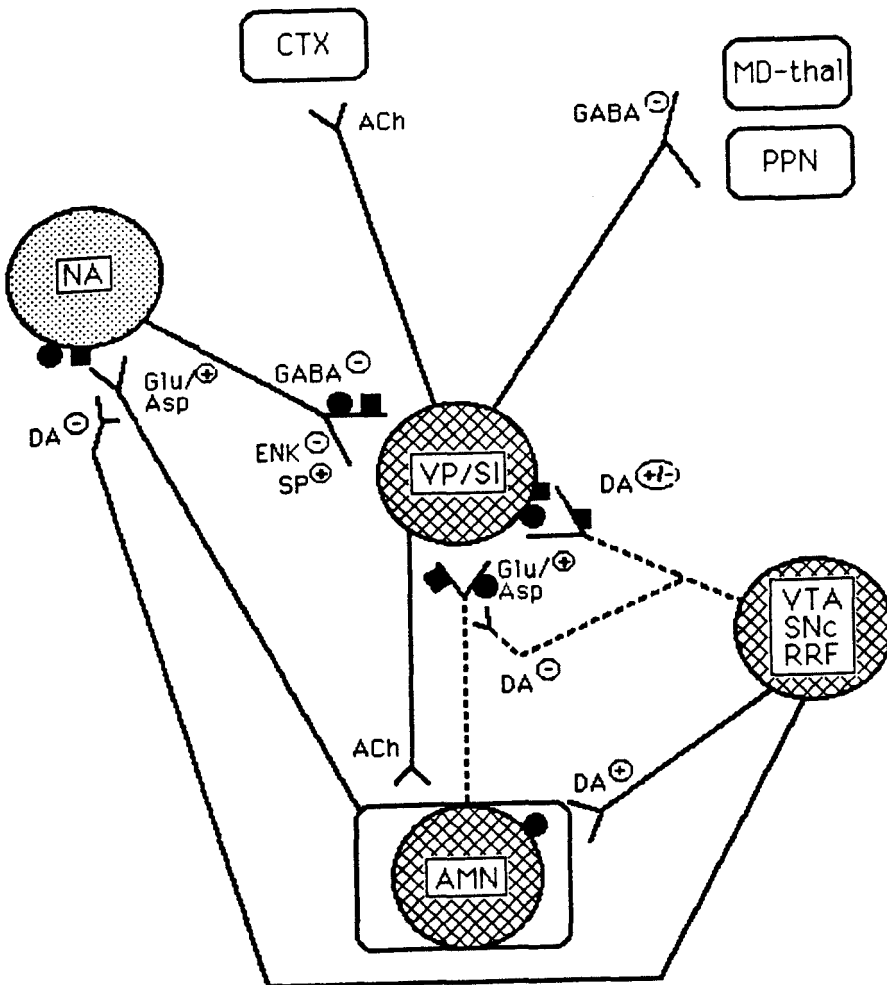 CTX
MD-thal
GABA⊖
ACh
PPN
NA
Glu/⊕
Asp
GABA⊖
DA⊖
ENK⊖
SP⊕
VP/SI
DA(+/-)
Glu/⊕
Asp
VTA
SNc
RRF
DA⊖
ACh
DA⊕
AMN